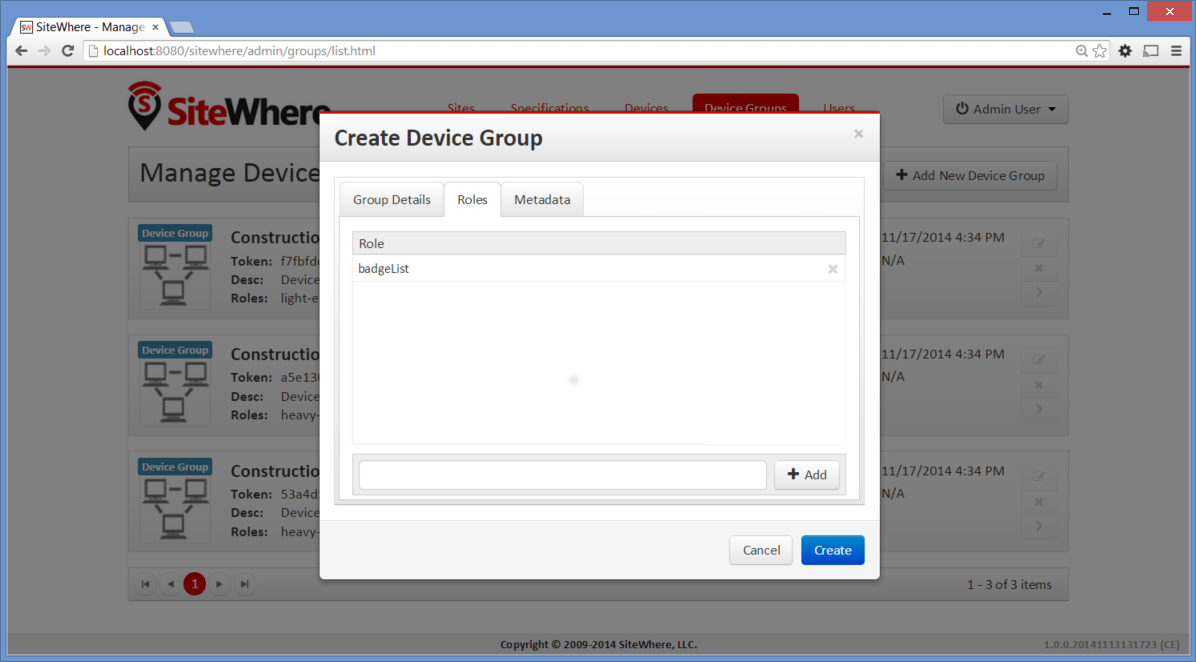 SiteWhere - Manage
localhost:8080/sitewhere/admin/groups/list.html
SiteWhere
Sites Specifications Devices Device Groups Users
Admin User
Create Device Group
Manage Device
Add New Device Group
Group Details Roles Metadata
Role
badgeList
Add
Cancel Create
Device Group
Constructio
Token: f7fbfd
Desc: Device
Roles: light-e
11/17/2014 4:34 PM
N/A
Device Group
Constructio
Token: a5e13
Desc: Device
Roles: heavy-
11/17/2014 4:34 PM
N/A
Device Group
Constructio
Token: 53a4d
Desc: Device
Roles: heavy-
11/17/2014 4:34 PM
N/A
1
1 - 3 of 3 items
Copyright © 2009-2014 SiteWhere, LLC.
1.0.0.20141113131723 (CE)